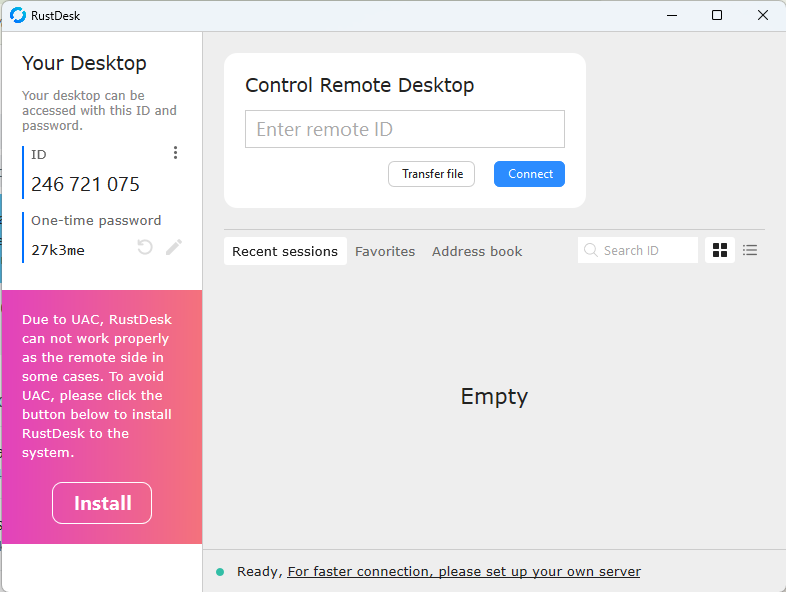 RustDesk
Your Desktop
Your desktop can be
accessed with this ID and
password.
ID
246 721 075
One-time password
27k3me
Due to UAC, RustDesk
can not work properly
as the remote side in
some cases. To avoid
UAC, please click the
button below to install
RustDesk to the
system.
Install
Control Remote Desktop
Enter remote ID
Transfer file
Connect
Recent sessions
Favorites
Address book
Search ID
Empty
Ready, For faster connection, please set up your own server